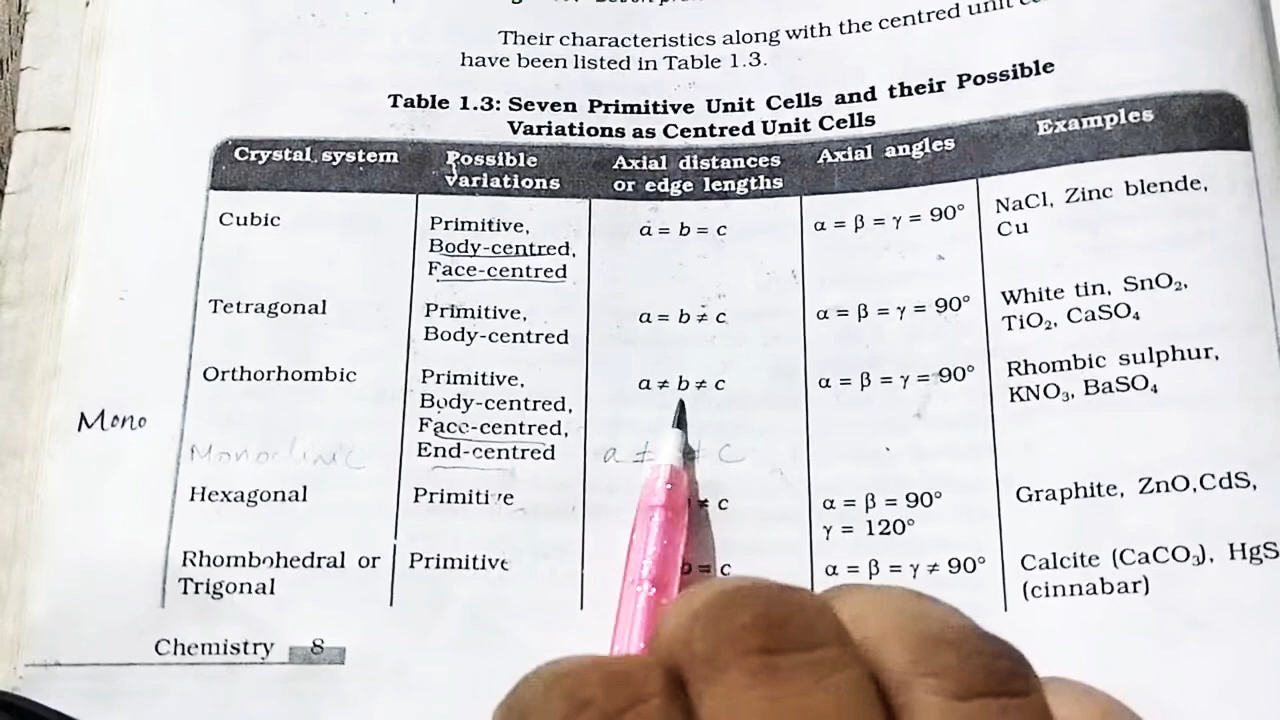 Their characteristics along with the centred unit
have been listed in Table 1.3.
Table 1.3: Seven Primitive Unit Cells and their Possible
Variations as Centred Unit Cells
Crystal system Possible Variations Axial distances or edge lengths Axial angles Examples
Cubic Primitive, a = b = c α = β = γ = 90° NaCl, Zinc blende,
Body-centred, Cu
Face-centred
Tetragonal Primitive, a = b ≠ c α = β = γ = 90° White tin, SnO₂,
Body-centred TiO₂, CaSO₄
Orthorhombic Primitive, a ≠ b ≠ c α = β = γ = 90° Rhombic sulphur,
Mono Body-centred, KNO₃, BaSO₄
Face-centred,
Monoclinic End-centred a ≠ ≠ c
Hexagonal Primitive ≠ c α = β = 90° Graphite, ZnO,CdS,
γ = 120°
Rhombohedral or Primitive b = c α = β = γ ≠ 90° Calcite (CaCO₃), HgS
Trigonal (cinnabar)
Chemistry 8